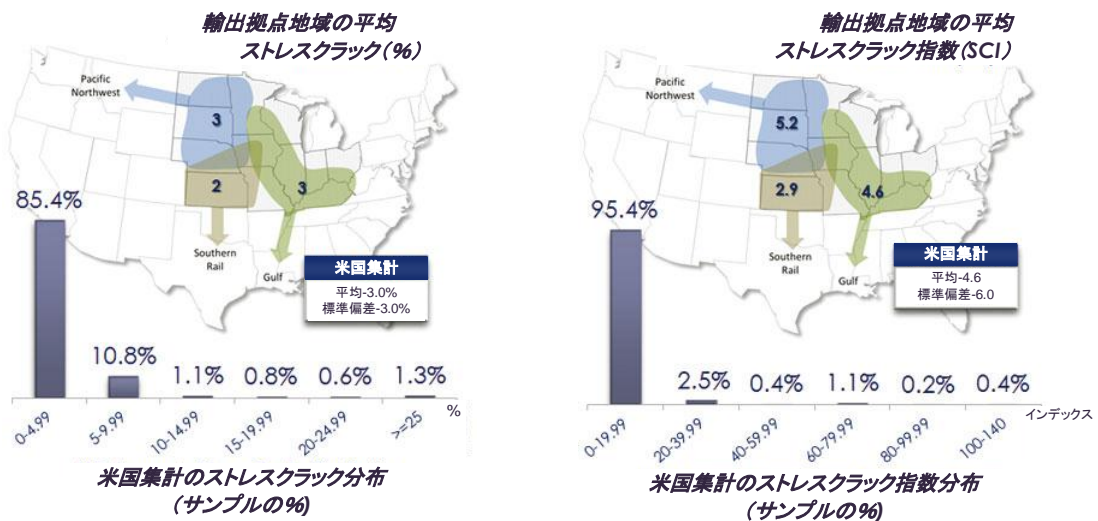 輸出拠点地域の平均
ストレスクラック(%)
Pacific
Northwest
3
2
3
85.4%
Southern
Rail
Gulf
米国集計
平均-3.0%
標準偏差-3.0%
10.8%
1.1%
0.8%
0.6%
1.3%
%
0-4.99
5-9.99
10-14.99
15-19.99
20-24.99
>=25
米国集計のストレスクラック分布
(サンプルの%)
輸出拠点地域の平均
ストレスクラック指数(SCI)
Pacific
Northwest
5.2
2.9
4.6
95.4%
Southern
Rail
Gulf
米国集計
平均-4.6
標準偏差-6.0
2.5%
0.4%
1.1%
0.2%
0.4%
インデックス
0-19.99
20-39.99
40-59.99
60-79.99
80-99.99
100-140
米国集計のストレスクラック指数分布
(サンプルの%)